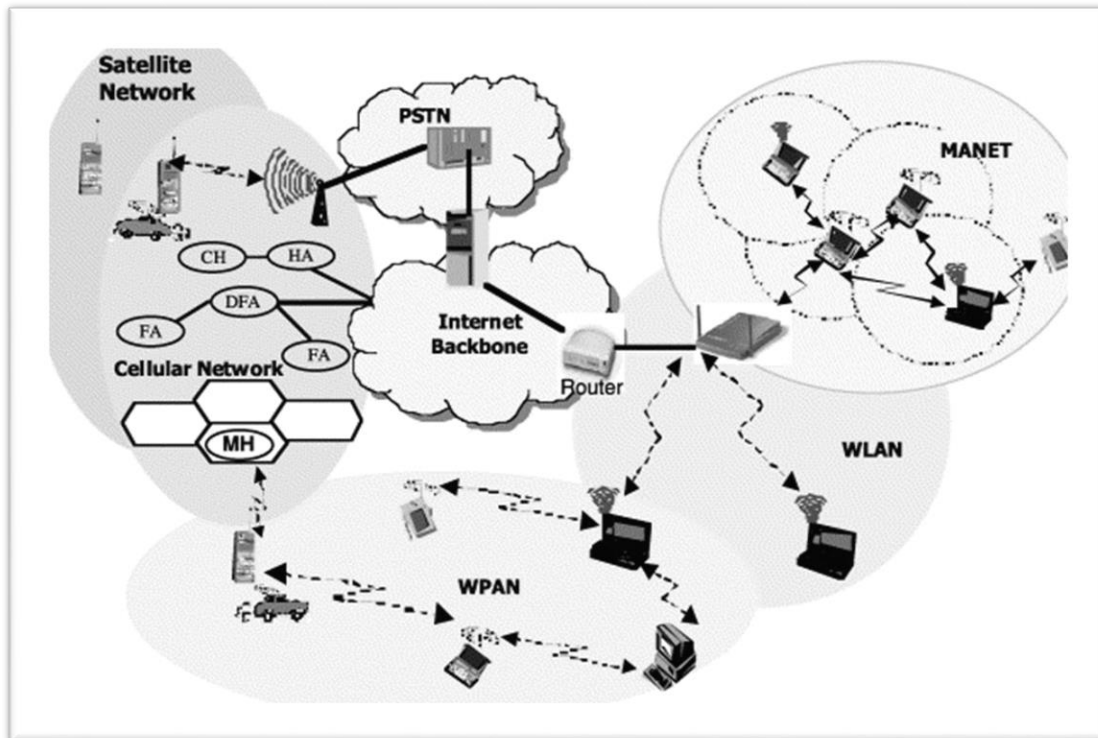 Satellite
Network
PSTN
MANET
CH
HA
DFA
FA
FA
Internet
Backbone
Router
Cellular Network
MH
WLAN
WPAN